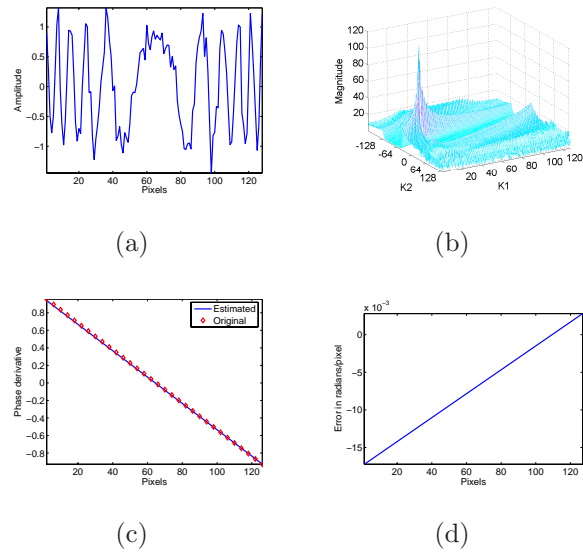 1
0.5
0
−0.5
−1
Amplitude
20 40 60 80 100 120
Pixels
(a)
120
100
80
60
40
20
Magnitude
-128
-64
0
64
128
K2
20 40 60 80 100 120
K1
(b)
0.8
0.6
0.4
0.2
0
−0.2
−0.4
−0.6
−0.8
Phase derivative
Estimated
Original
20 40 60 80 100 120
Pixels
(c)
x 10⁻³
0
−5
−10
−15
Error in radians/pixel
20 40 60 80 100 120
Pixels
(d)